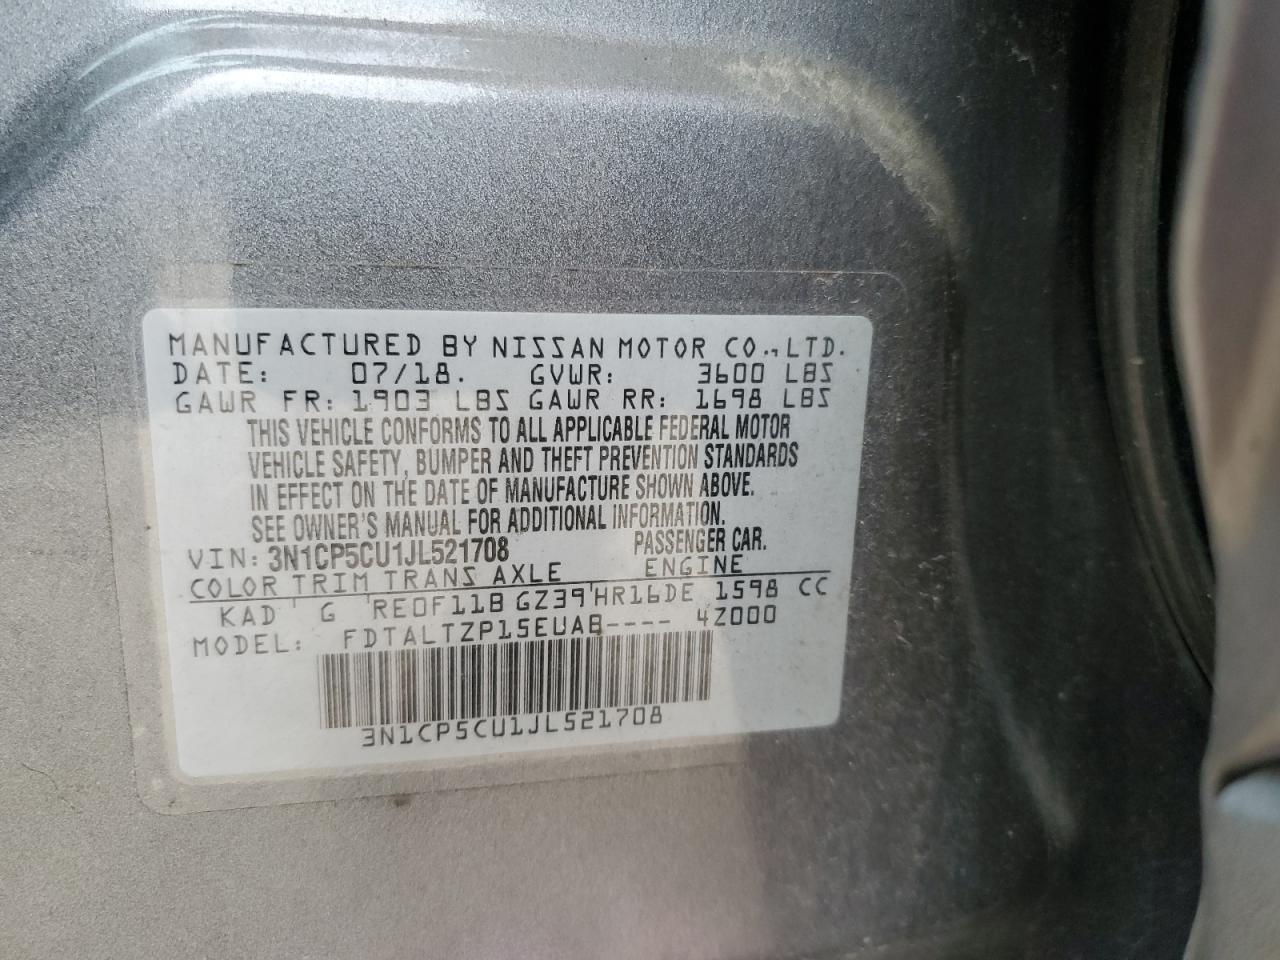 MANUFACTURED BY NISSAN MOTOR CO., LTD.
DATE: 07/18. GVWR: 3600 LBS
GAWR FR: 1903 LBS GAWR RR: 1698 LBS
THIS VEHICLE CONFORMS TO ALL APPLICABLE FEDERAL MOTOR
VEHICLE SAFETY, BUMPER AND THEFT PREVENTION STANDARDS
IN EFFECT ON THE DATE OF MANUFACTURE SHOWN ABOVE.
SEE OWNER'S MANUAL FOR ADDITIONAL INFORMATION.
VIN: 3N1CP5CU1JL521708 PASSENGER CAR.
COLOR TRIM TRANS AXLE ENGINE
KAD G RE0F11B GZ39 HR16DE 1598 CC
MODEL: FDTALTZP15EUAB---- 4Z000
3N1CP5CU1JL521708